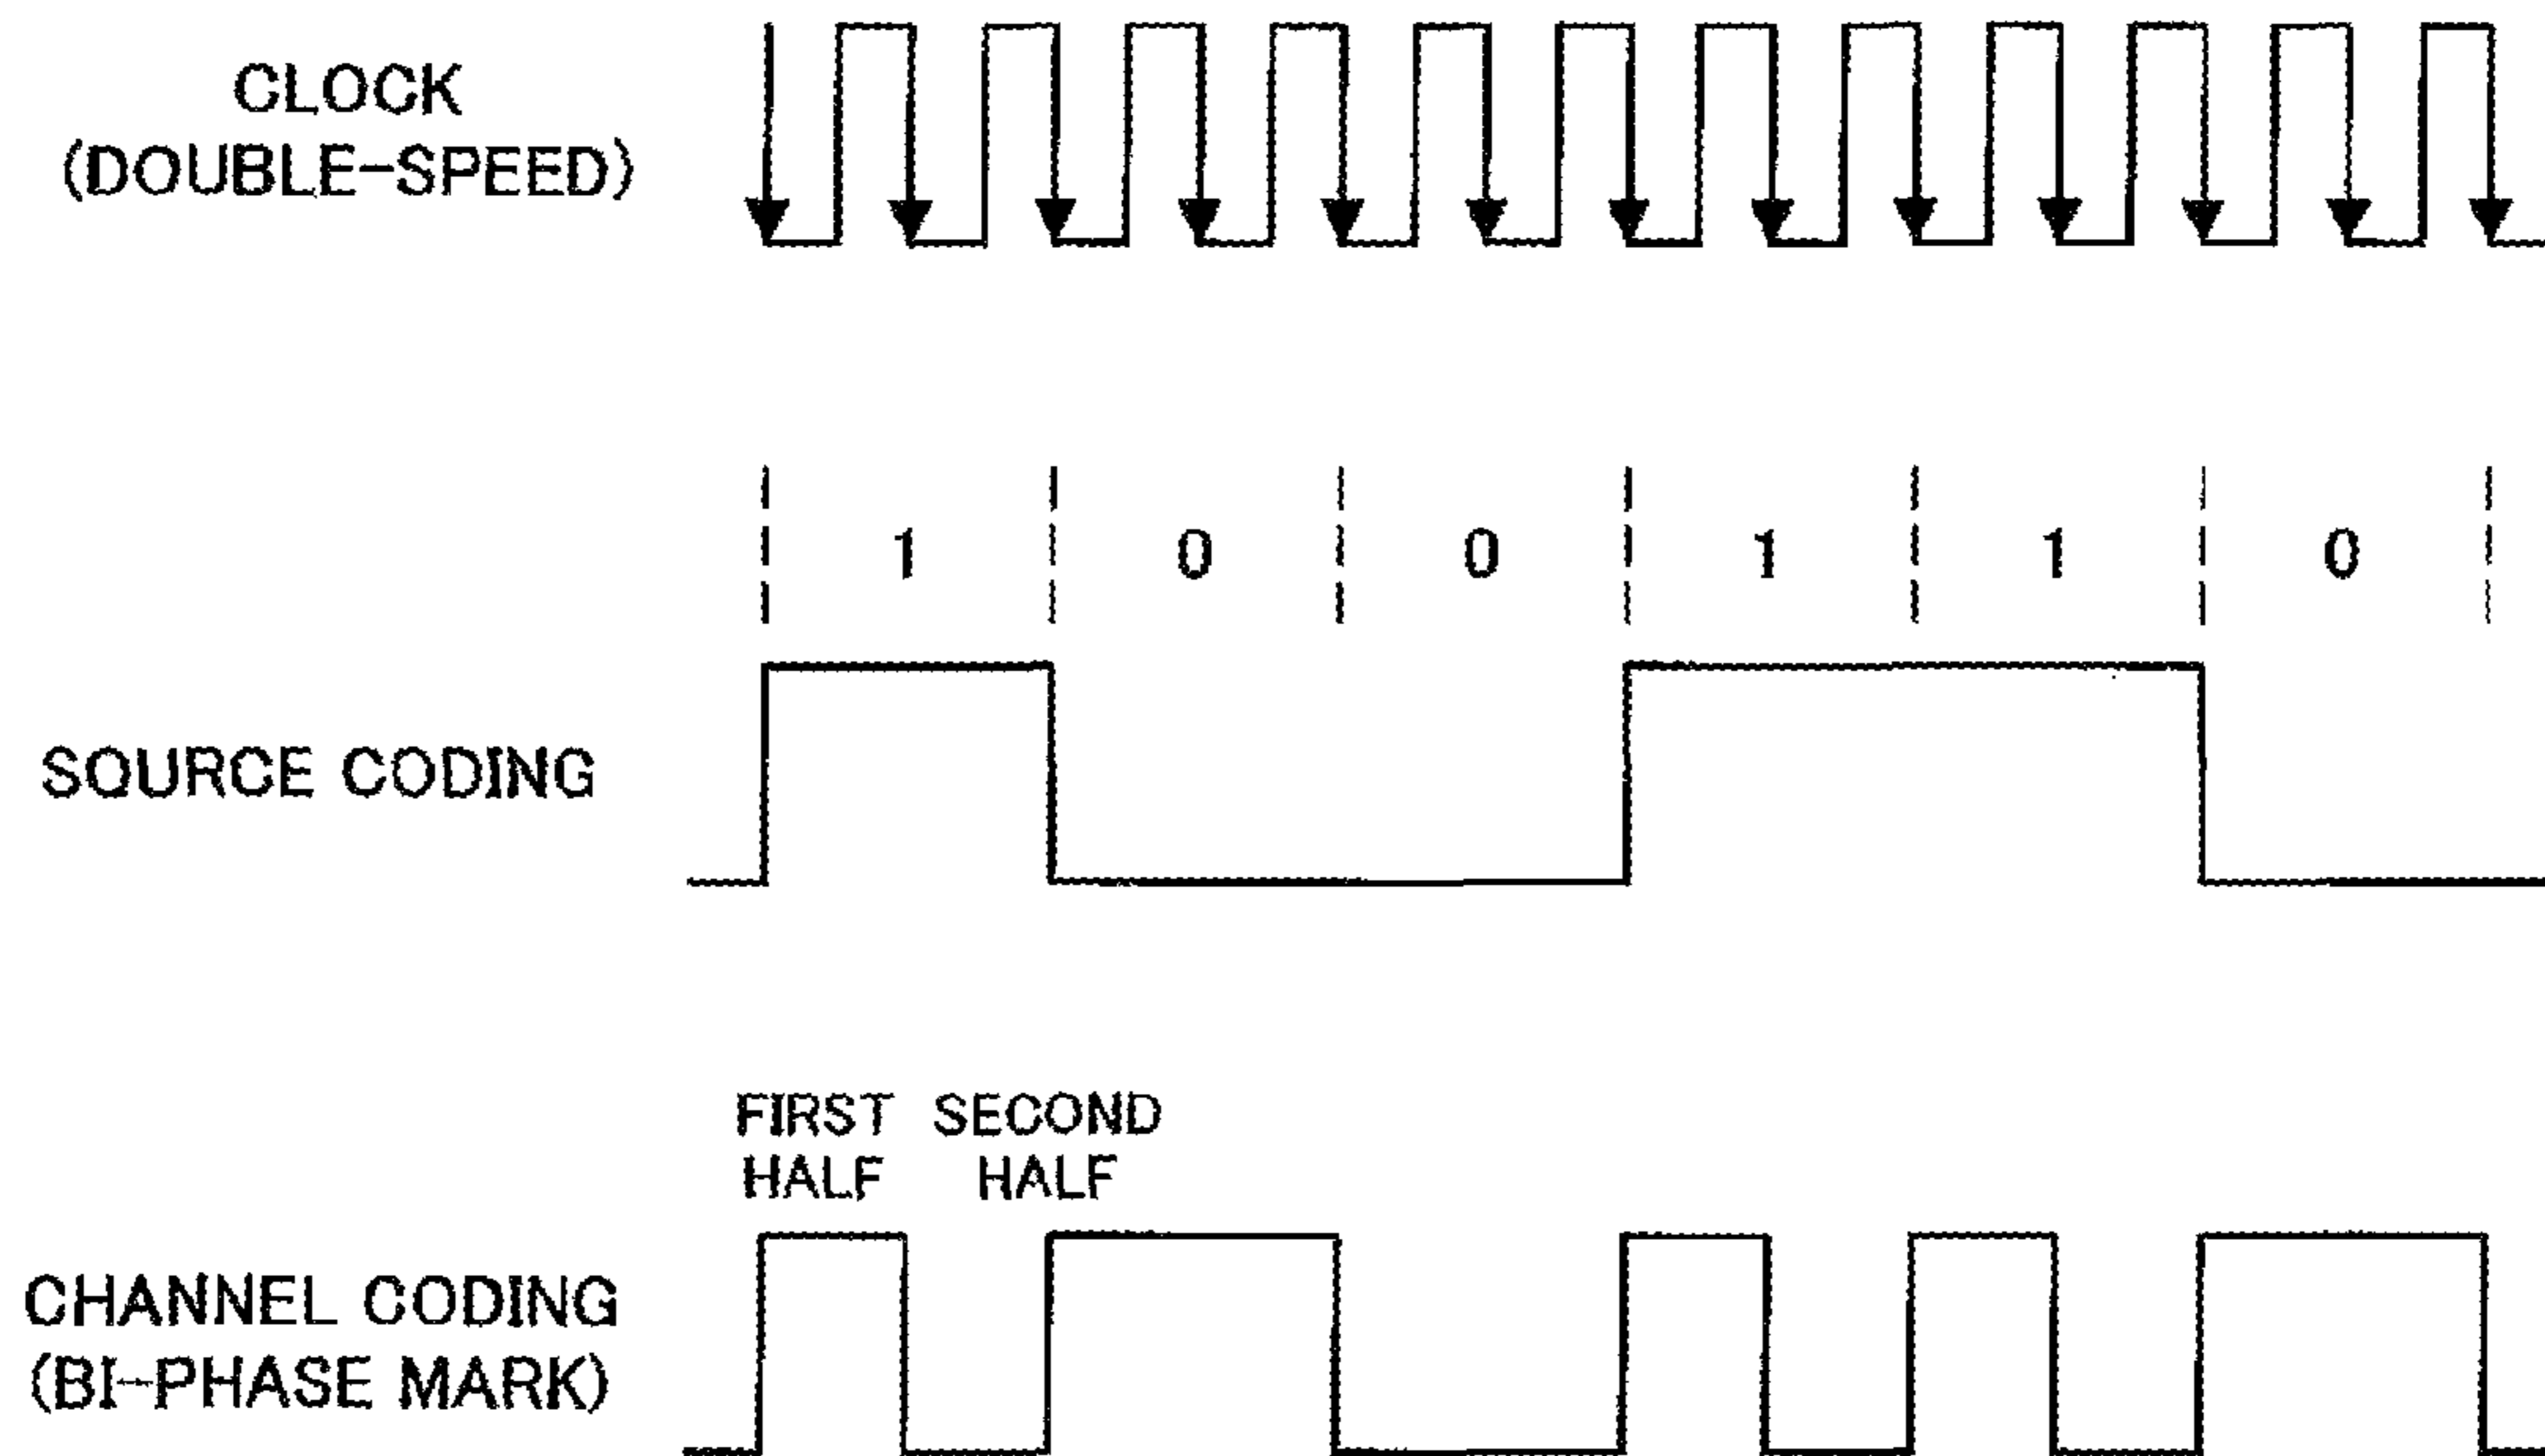 CLOCK
(DOUBLE-SPEED)
1 0 0 1 1 0
SOURCE CODING
FIRST SECOND
HALF HALF
CHANNEL CODING
(BI-PHASE MARK)